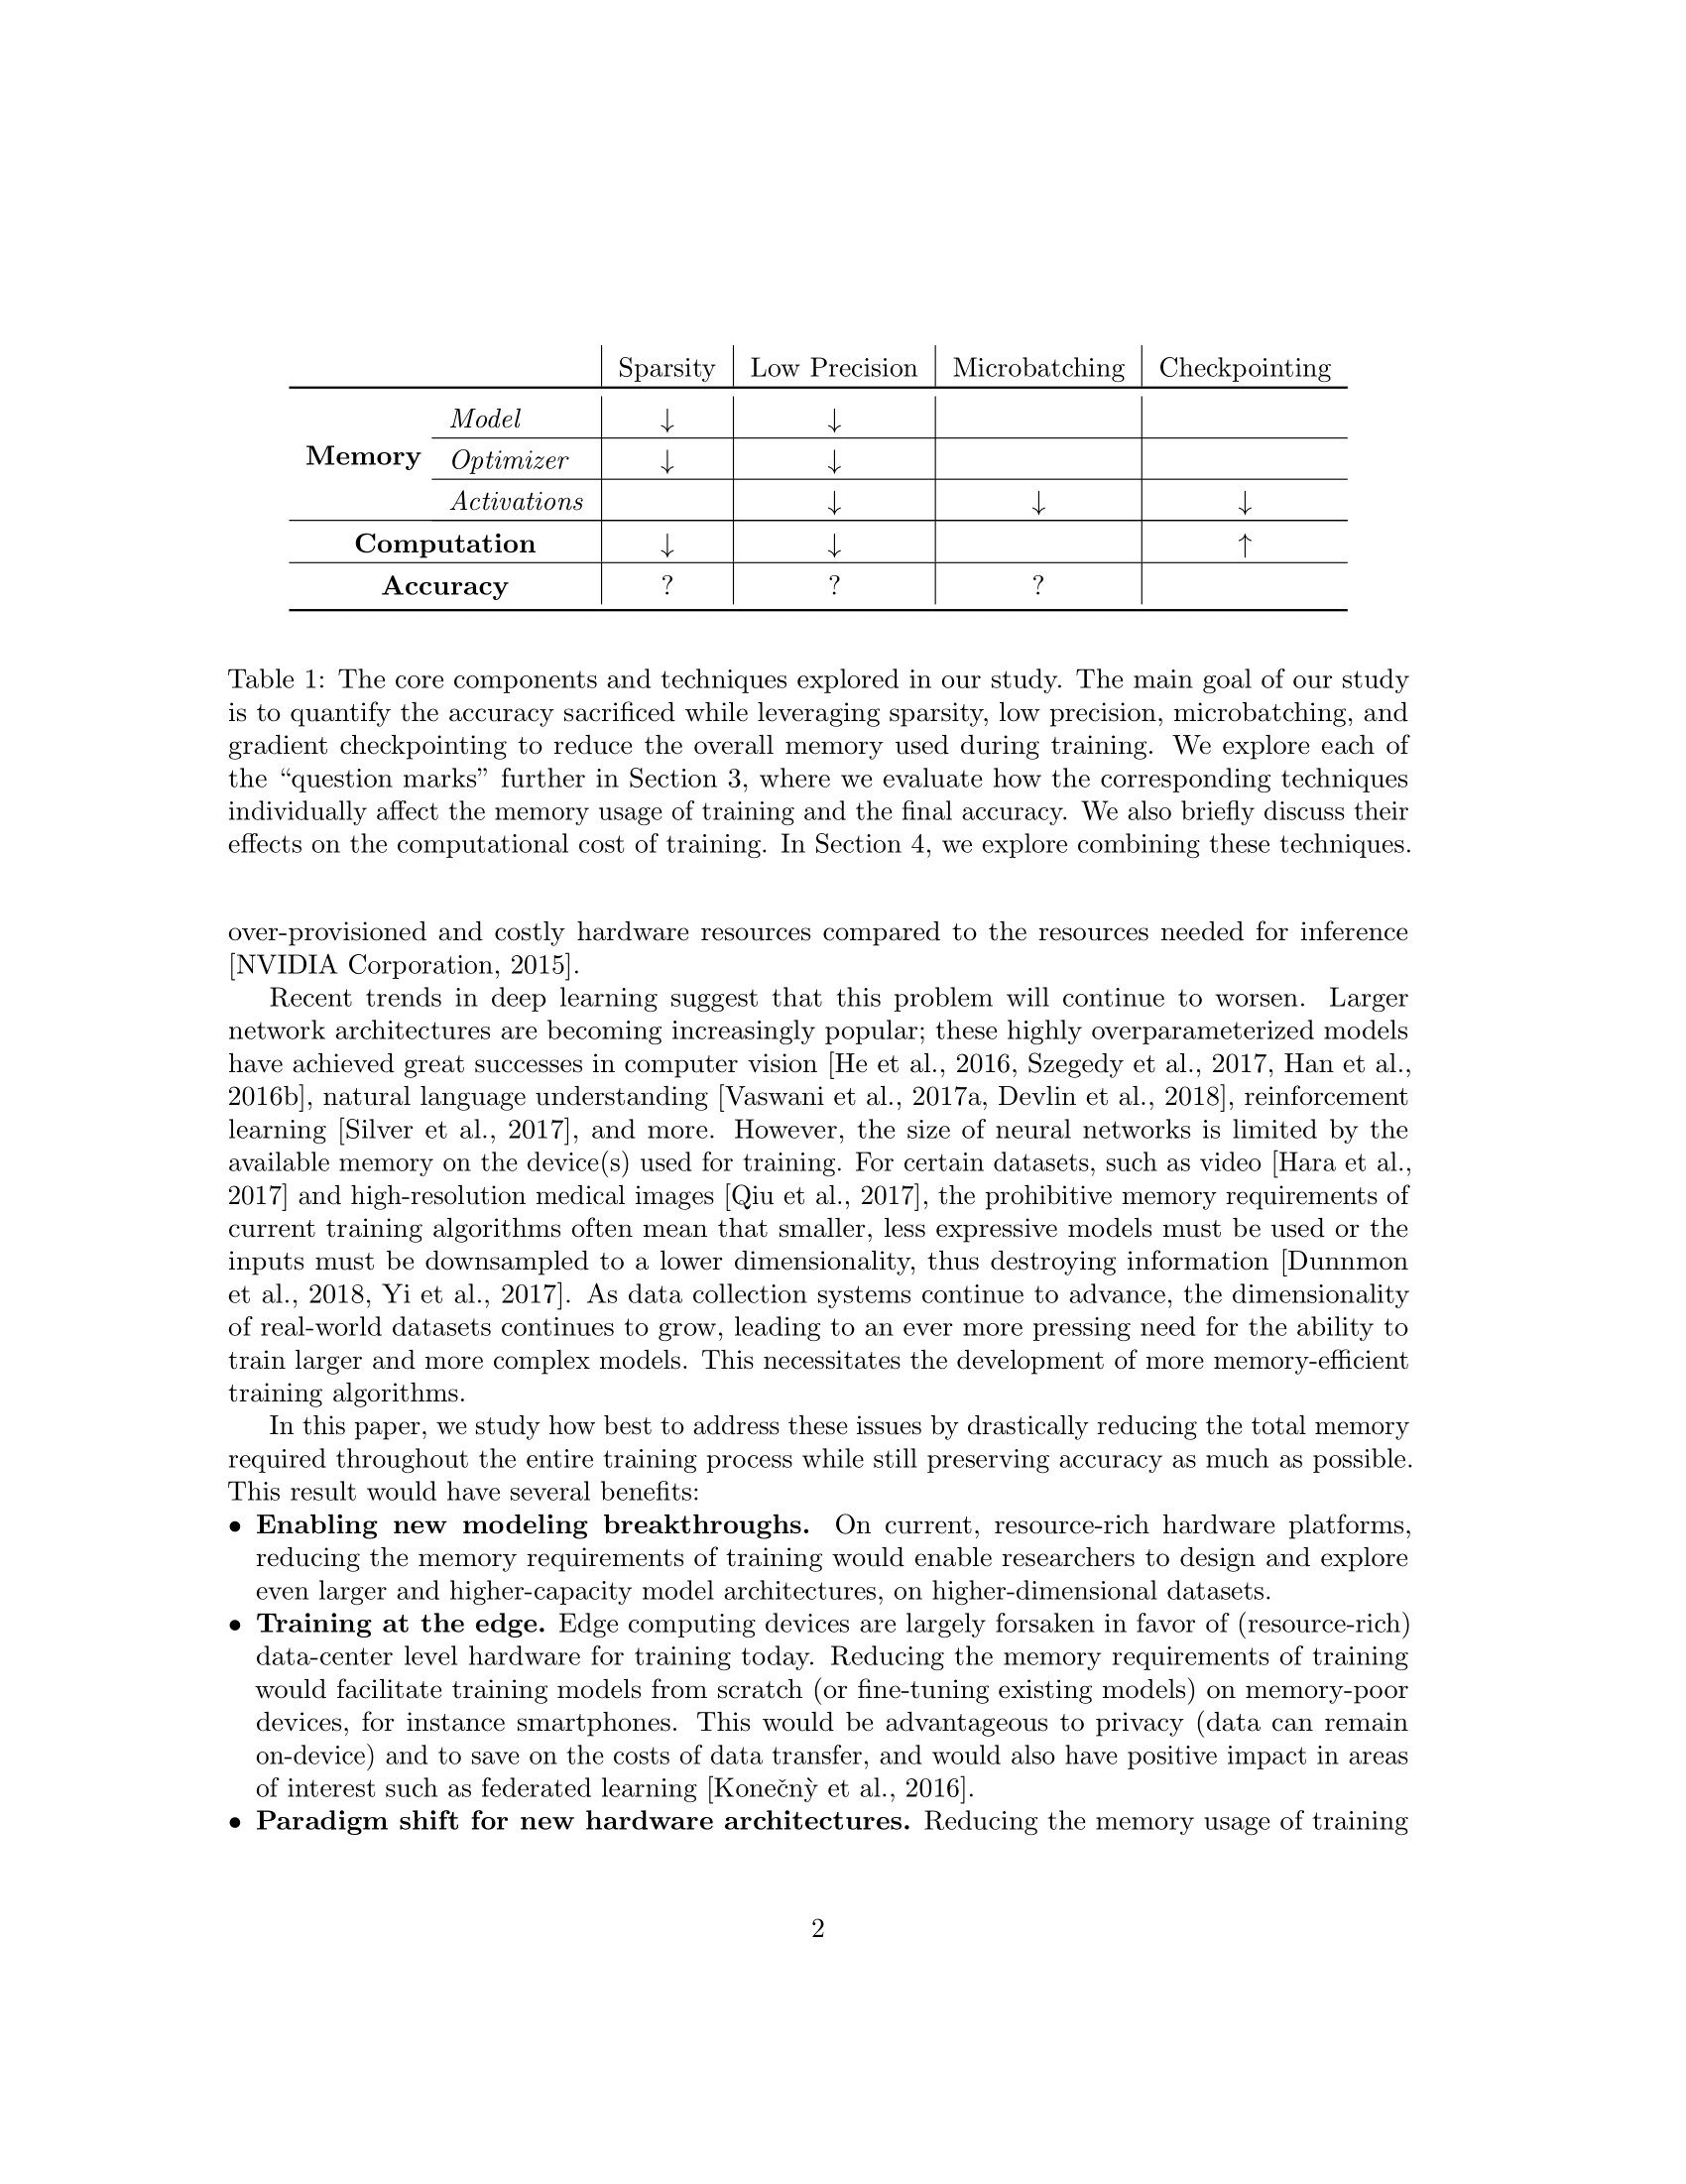 Sparsity Low Precision Microbatching Checkpointing
Model ↓ ↓
Memory
Optimizer ↓ ↓
Activations ↓ ↓ ↓
Computation ↓ ↓ ↑
Accuracy ? ? ?
Table 1: The core components and techniques explored in our study. The main goal of our study
is to quantify the accuracy sacrificed while leveraging sparsity, low precision, microbatching, and
gradient checkpointing to reduce the overall memory used during training. We explore each of
the “question marks” further in Section 3, where we evaluate how the corresponding techniques
individually affect the memory usage of training and the final accuracy. We also briefly discuss their
effects on the computational cost of training. In Section 4, we explore combining these techniques.
over-provisioned and costly hardware resources compared to the resources needed for inference
[NVIDIA Corporation, 2015].
Recent trends in deep learning suggest that this problem will continue to worsen. Larger
network architectures are becoming increasingly popular; these highly overparameterized models
have achieved great successes in computer vision [He et al., 2016, Szegedy et al., 2017, Han et al.,
2016b], natural language understanding [Vaswani et al., 2017a, Devlin et al., 2018], reinforcement
learning [Silver et al., 2017], and more. However, the size of neural networks is limited by the
available memory on the device(s) used for training. For certain datasets, such as video [Hara et al.,
2017] and high-resolution medical images [Qiu et al., 2017], the prohibitive memory requirements of
current training algorithms often mean that smaller, less expressive models must be used or the
inputs must be downsampled to a lower dimensionality, thus destroying information [Dunnmon
et al., 2018, Yi et al., 2017]. As data collection systems continue to advance, the dimensionality
of real-world datasets continues to grow, leading to an ever more pressing need for the ability to
train larger and more complex models. This necessitates the development of more memory-efficient
training algorithms.
In this paper, we study how best to address these issues by drastically reducing the total memory
required throughout the entire training process while still preserving accuracy as much as possible.
This result would have several benefits:
• Enabling new modeling breakthroughs. On current, resource-rich hardware platforms,
reducing the memory requirements of training would enable researchers to design and explore
even larger and higher-capacity model architectures, on higher-dimensional datasets.
• Training at the edge. Edge computing devices are largely forsaken in favor of (resource-rich)
data-center level hardware for training today. Reducing the memory requirements of training
would facilitate training models from scratch (or fine-tuning existing models) on memory-poor
devices, for instance smartphones. This would be advantageous to privacy (data can remain
on-device) and to save on the costs of data transfer, and would also have positive impact in areas
of interest such as federated learning [Konečnỳ et al., 2016].
• Paradigm shift for new hardware architectures. Reducing the memory usage of training
2